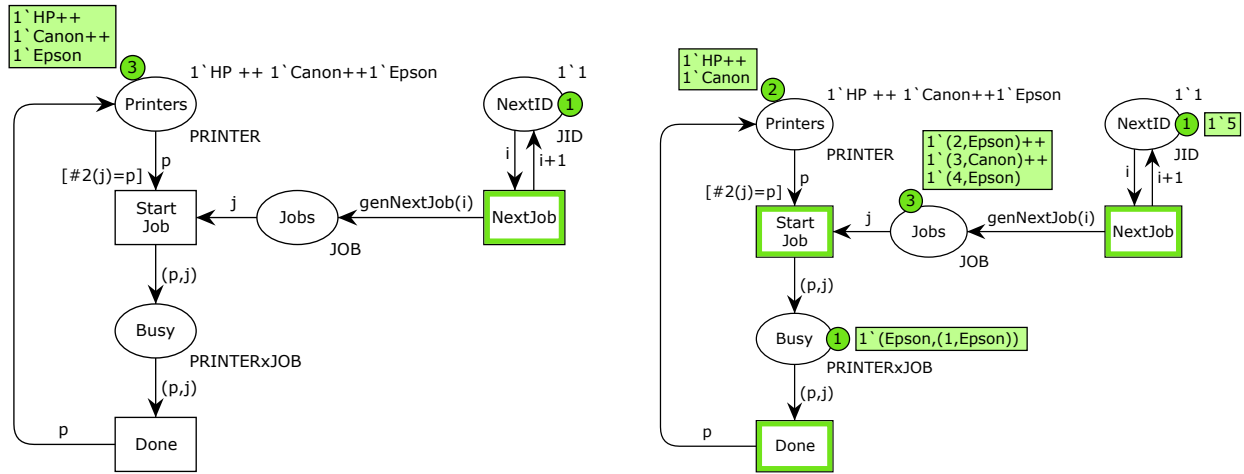 1`HP++
1`Canon++
1`Epson
3
1`HP ++ 1`Canon++1`Epson
Printers
PRINTER
1`1
NextID
1
JID
p
i
i+1
[#2(j)=p]
Start
Job
j
Jobs
JOB
genNextJob(i)
NextJob
(p,j)
Busy
PRINTERxJOB
(p,j)
p
Done
1`HP++
1`Canon
2
1`HP ++ 1`Canon++1`Epson
Printers
PRINTER
1`1
NextID
1
1`5
JID
1`(2,Epson)++
1`(3,Canon)++
1`(4,Epson)
p
i
i+1
[#2(j)=p]
Start
Job
j
3
Jobs
JOB
genNextJob(i)
NextJob
(p,j)
Busy
1
1`(Epson,(1,Epson))
PRINTERxJOB
(p,j)
p
Done